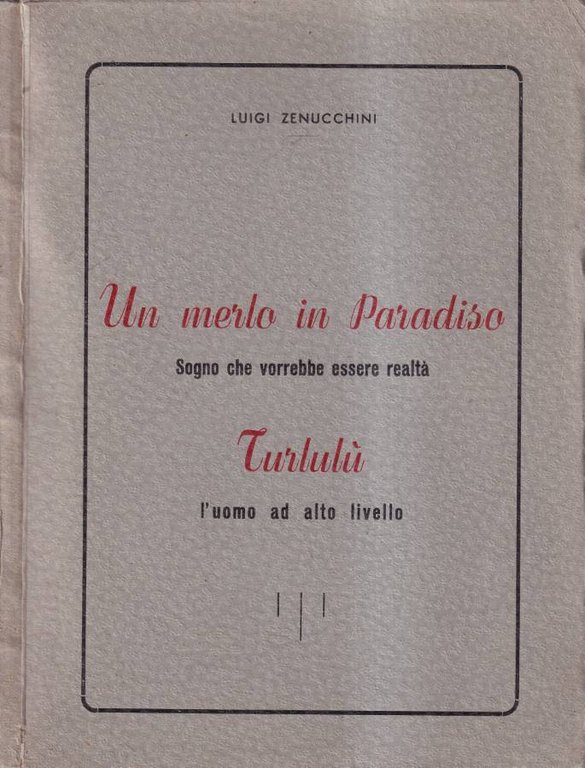 LUIGI ZENUCCHINI
Un merlo in Paradiso
Sogno che vorrebbe essere realtà
Turlulù
l'uomo ad alto livello